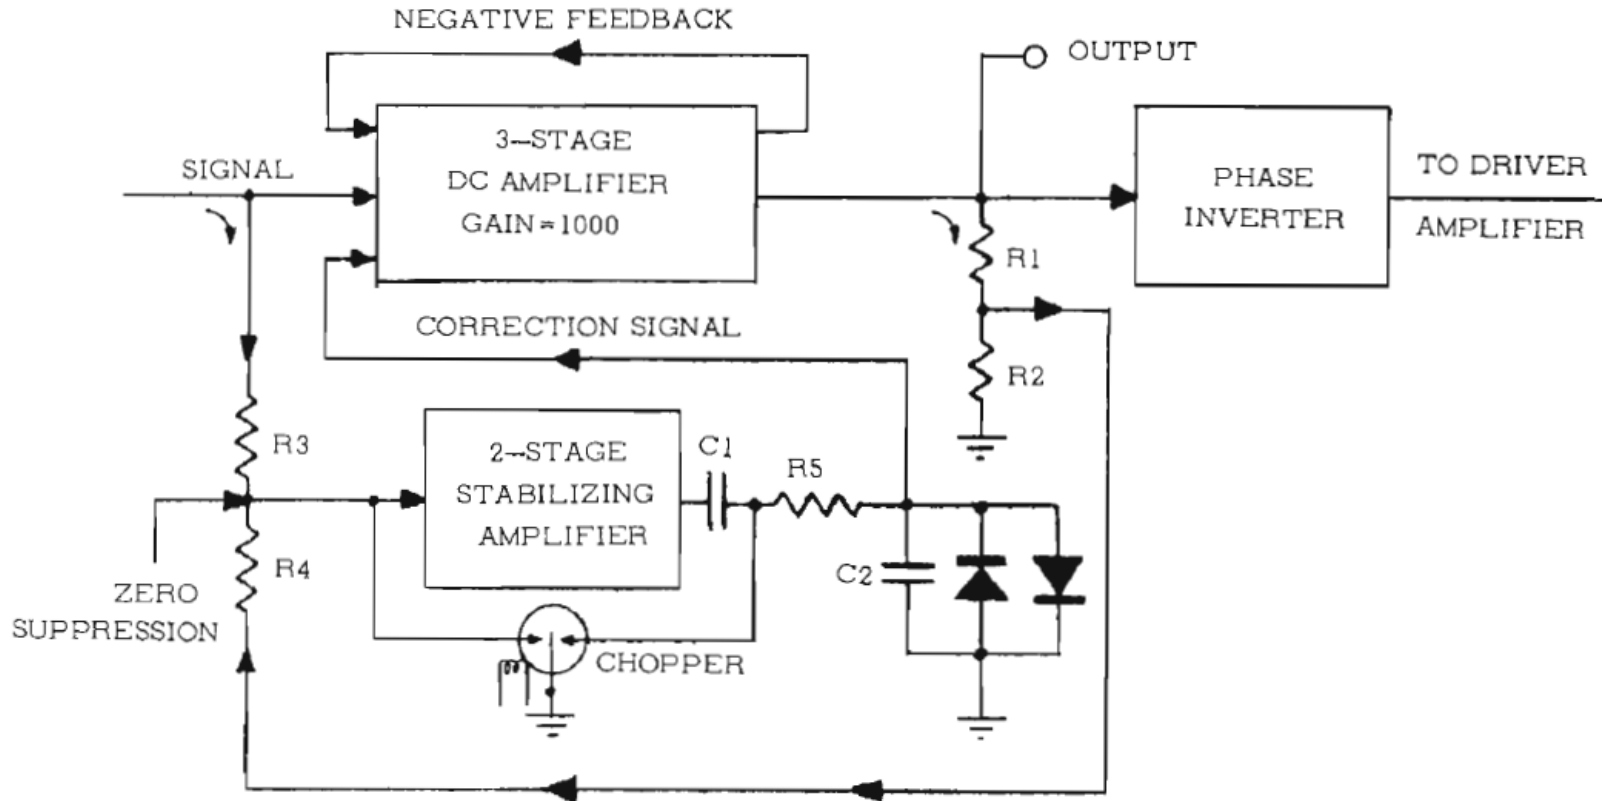 NEGATIVE FEEDBACK
OUTPUT
3-STAGE
DC AMPLIFIER
GAIN=1000
SIGNAL
PHASE
INVERTER
TO DRIVER
AMPLIFIER
R1
CORRECTION SIGNAL
R2
R3
2-STAGE
STABILIZING
AMPLIFIER
C1
R5
R4
C2
ZERO
SUPPRESSION
CHOPPER